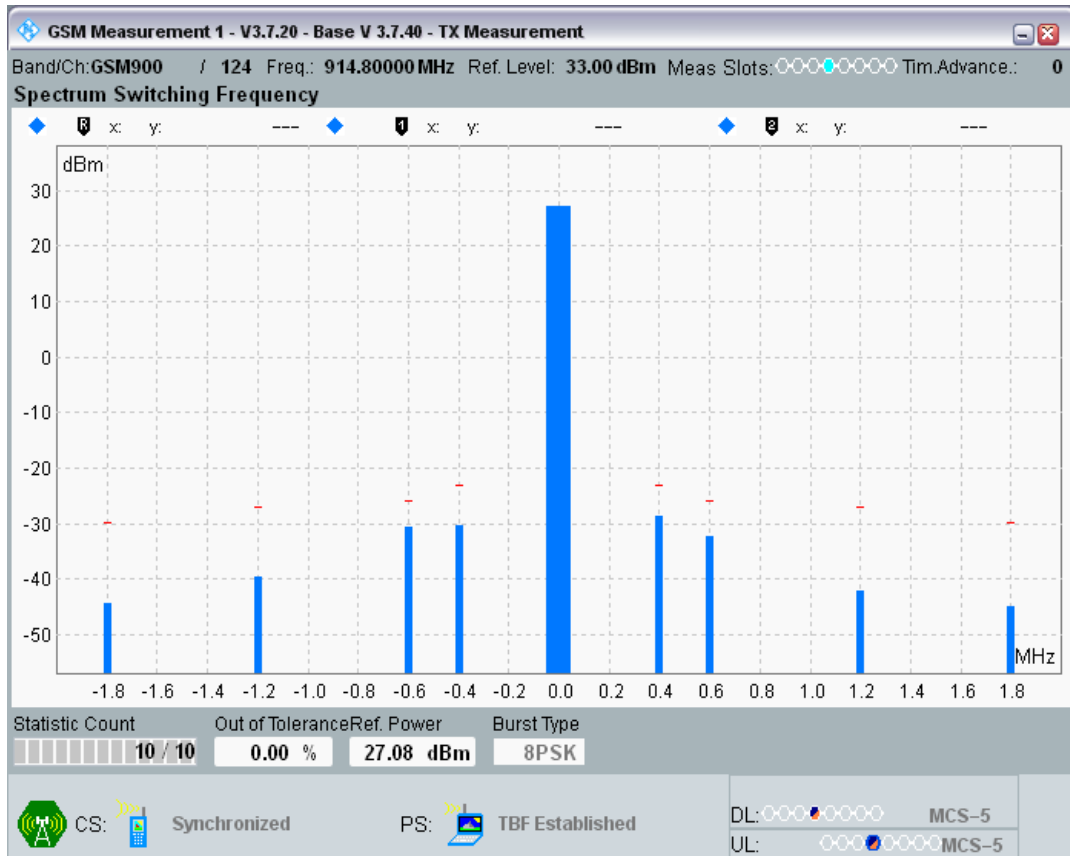 GSM Measurement 1 - V3.7.20 - Base V 3.7.40 - TX Measurement
Band/Ch:GSM900 / 124 Freq.: 914.80000 MHz Ref. Level: 33.00 dBm Meas Slots: Tim.Advance.: 0
Spectrum Switching Frequency
R x: y: --- 1 x: y: --- 2 x: y: ---
dBm
30
20
10
0
-10
-20
-30
-40
-50
MHz
-1.8 -1.6 -1.4 -1.2 -1.0 -0.8 -0.6 -0.4 -0.2 0.0 0.2 0.4 0.6 0.8 1.0 1.2 1.4 1.6 1.8
Statistic Count Out of Tolerance Ref. Power Burst Type
10 / 10 0.00 % 27.08 dBm 8PSK
CS: Synchronized PS: TBF Established DL: MCS-5
UL: MCS-5